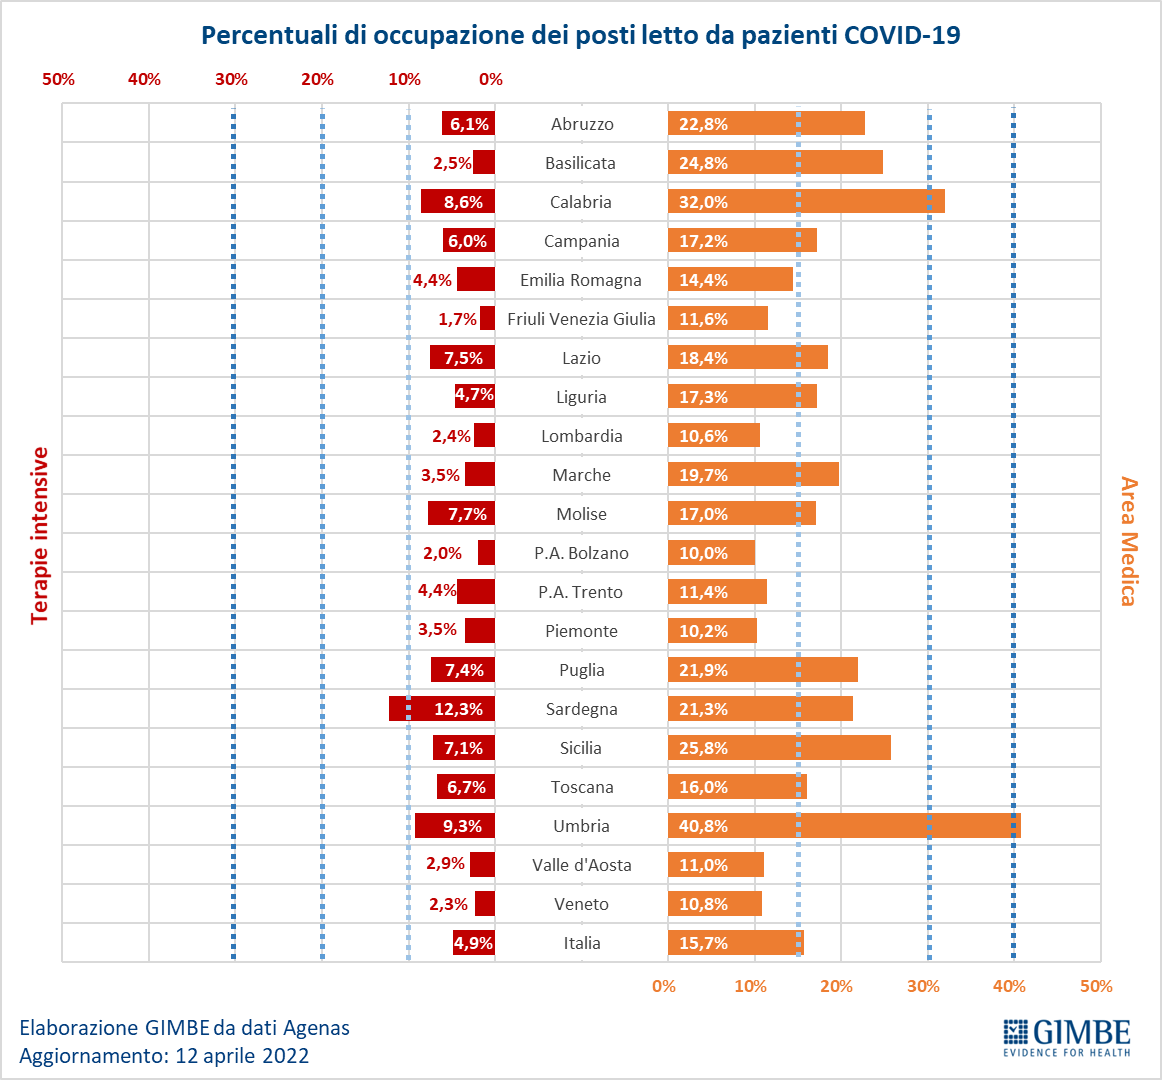 Percentuali di occupazione dei posti letto da pazienti COVID-19
50% 40% 30% 20% 10% 0%
6,1% Abruzzo 22,8%
2,5% Basilicata 24,8%
8,6% Calabria 32,0%
6,0% Campania 17,2%
4,4% Emilia Romagna 14,4%
1,7% Friuli Venezia Giulia 11,6%
7,5% Lazio 18,4%
4,7% Liguria 17,3%
2,4% Lombardia 10,6%
3,5% Marche 19,7%
7,7% Molise 17,0%
2,0% P.A. Bolzano 10,0%
4,4% P.A. Trento 11,4%
3,5% Piemonte 10,2%
7,4% Puglia 21,9%
12,3% Sardegna 21,3%
7,1% Sicilia 25,8%
6,7% Toscana 16,0%
9,3% Umbria 40,8%
2,9% Valle d'Aosta 11,0%
2,3% Veneto 10,8%
4,9% Italia 15,7%
0% 10% 20% 30% 40% 50%
Terapie intensive
Area Medica
Elaborazione GIMBE da dati Agenas
Aggiornamento: 12 aprile 2022
GIMBE
EVIDENCE FOR HEALTH